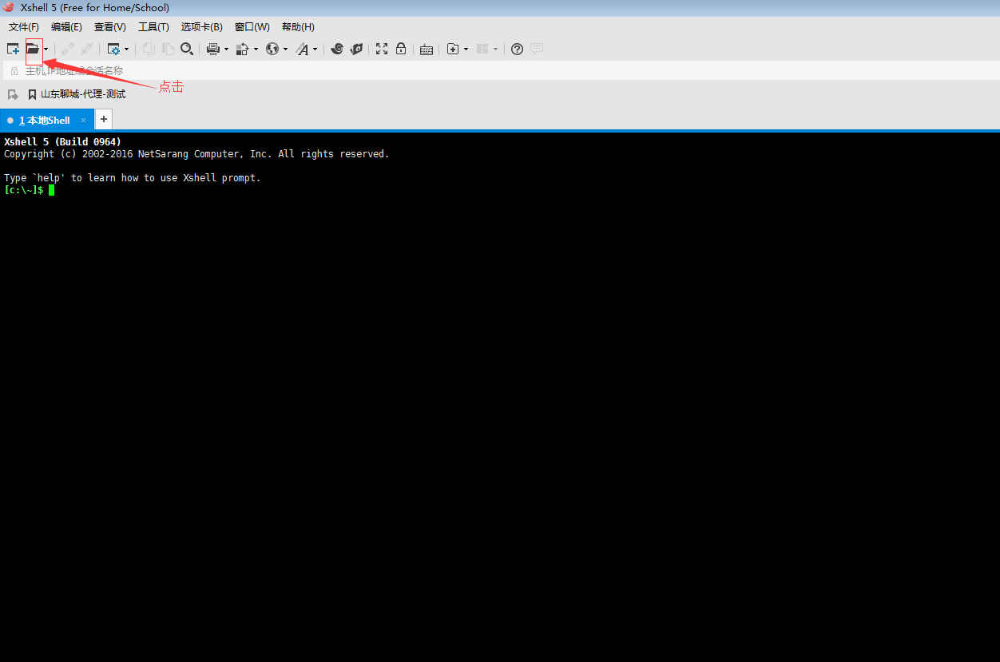 Xshell 5 (Free for Home/School)
文件(F) 编辑(E) 查看(V) 工具(T) 选项卡(B) 窗口(W) 帮助(H)
主机,IP地址或会话名称
点击
山东聊城-代理-测试
1 本地Shell × +
Xshell 5 (Build 0964)
Copyright (c) 2002-2016 NetSarang Computer, Inc. All rights reserved.
Type `help' to learn how to use Xshell prompt.
[c:\~]$